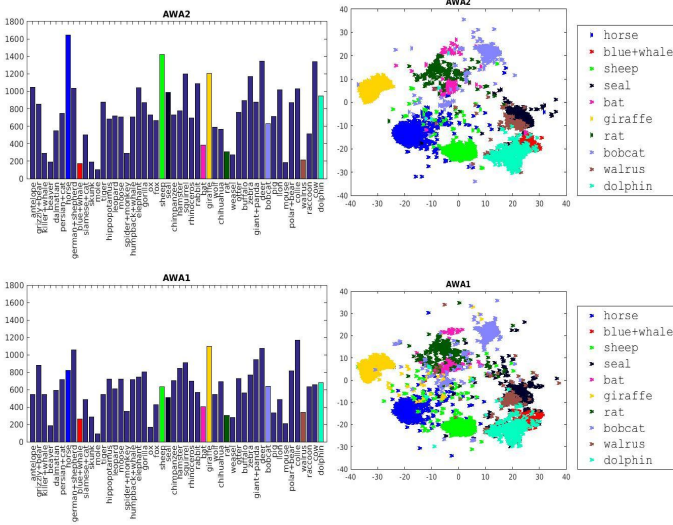 AWA2
1800
1600
1400
1200
1000
800
600
400
200
0
antelope
grizzly+bear
killer+whale
beaver
dalmatian
persian+cat
horse
german+shepherd
blue+whale
siamese+cat
skunk
mole
tiger
hippopotamus
leopard
moose
spider+monkey
humpback+whale
elephant
gorilla
ox
fox
sheep
seal
chimpanzee
hamster
squirrel
rhinoceros
rabbit
bat
giraffe
wolf
chihuahua
rat
weasel
otter
buffalo
zebra
giant+panda
deer
bobcat
pig
lion
mouse
polar+bear
collie
walrus
raccoon
cow
dolphin
AWA2
40
30
20
10
0
-10
-20
-30
-40
-40 -30 -20 -10 0 10 20 30 40
horse
blue+whale
sheep
seal
bat
giraffe
rat
bobcat
walrus
dolphin
AWA1
1800
1600
1400
1200
1000
800
600
400
200
0
antelope
grizzly+bear
killer+whale
beaver
dalmatian
persian+cat
horse
german+shepherd
blue+whale
siamese+cat
skunk
mole
tiger
hippopotamus
leopard
moose
spider+monkey
humpback+whale
elephant
gorilla
ox
fox
sheep
seal
chimpanzee
hamster
squirrel
rhinoceros
rabbit
bat
giraffe
wolf
chihuahua
rat
weasel
otter
buffalo
zebra
giant+panda
deer
bobcat
pig
lion
mouse
polar+bear
collie
walrus
raccoon
cow
dolphin
AWA1
40
30
20
10
0
-10
-20
-30
-40
-40 -30 -20 -10 0 10 20 30 40
horse
blue+whale
sheep
seal
bat
giraffe
rat
bobcat
walrus
dolphin